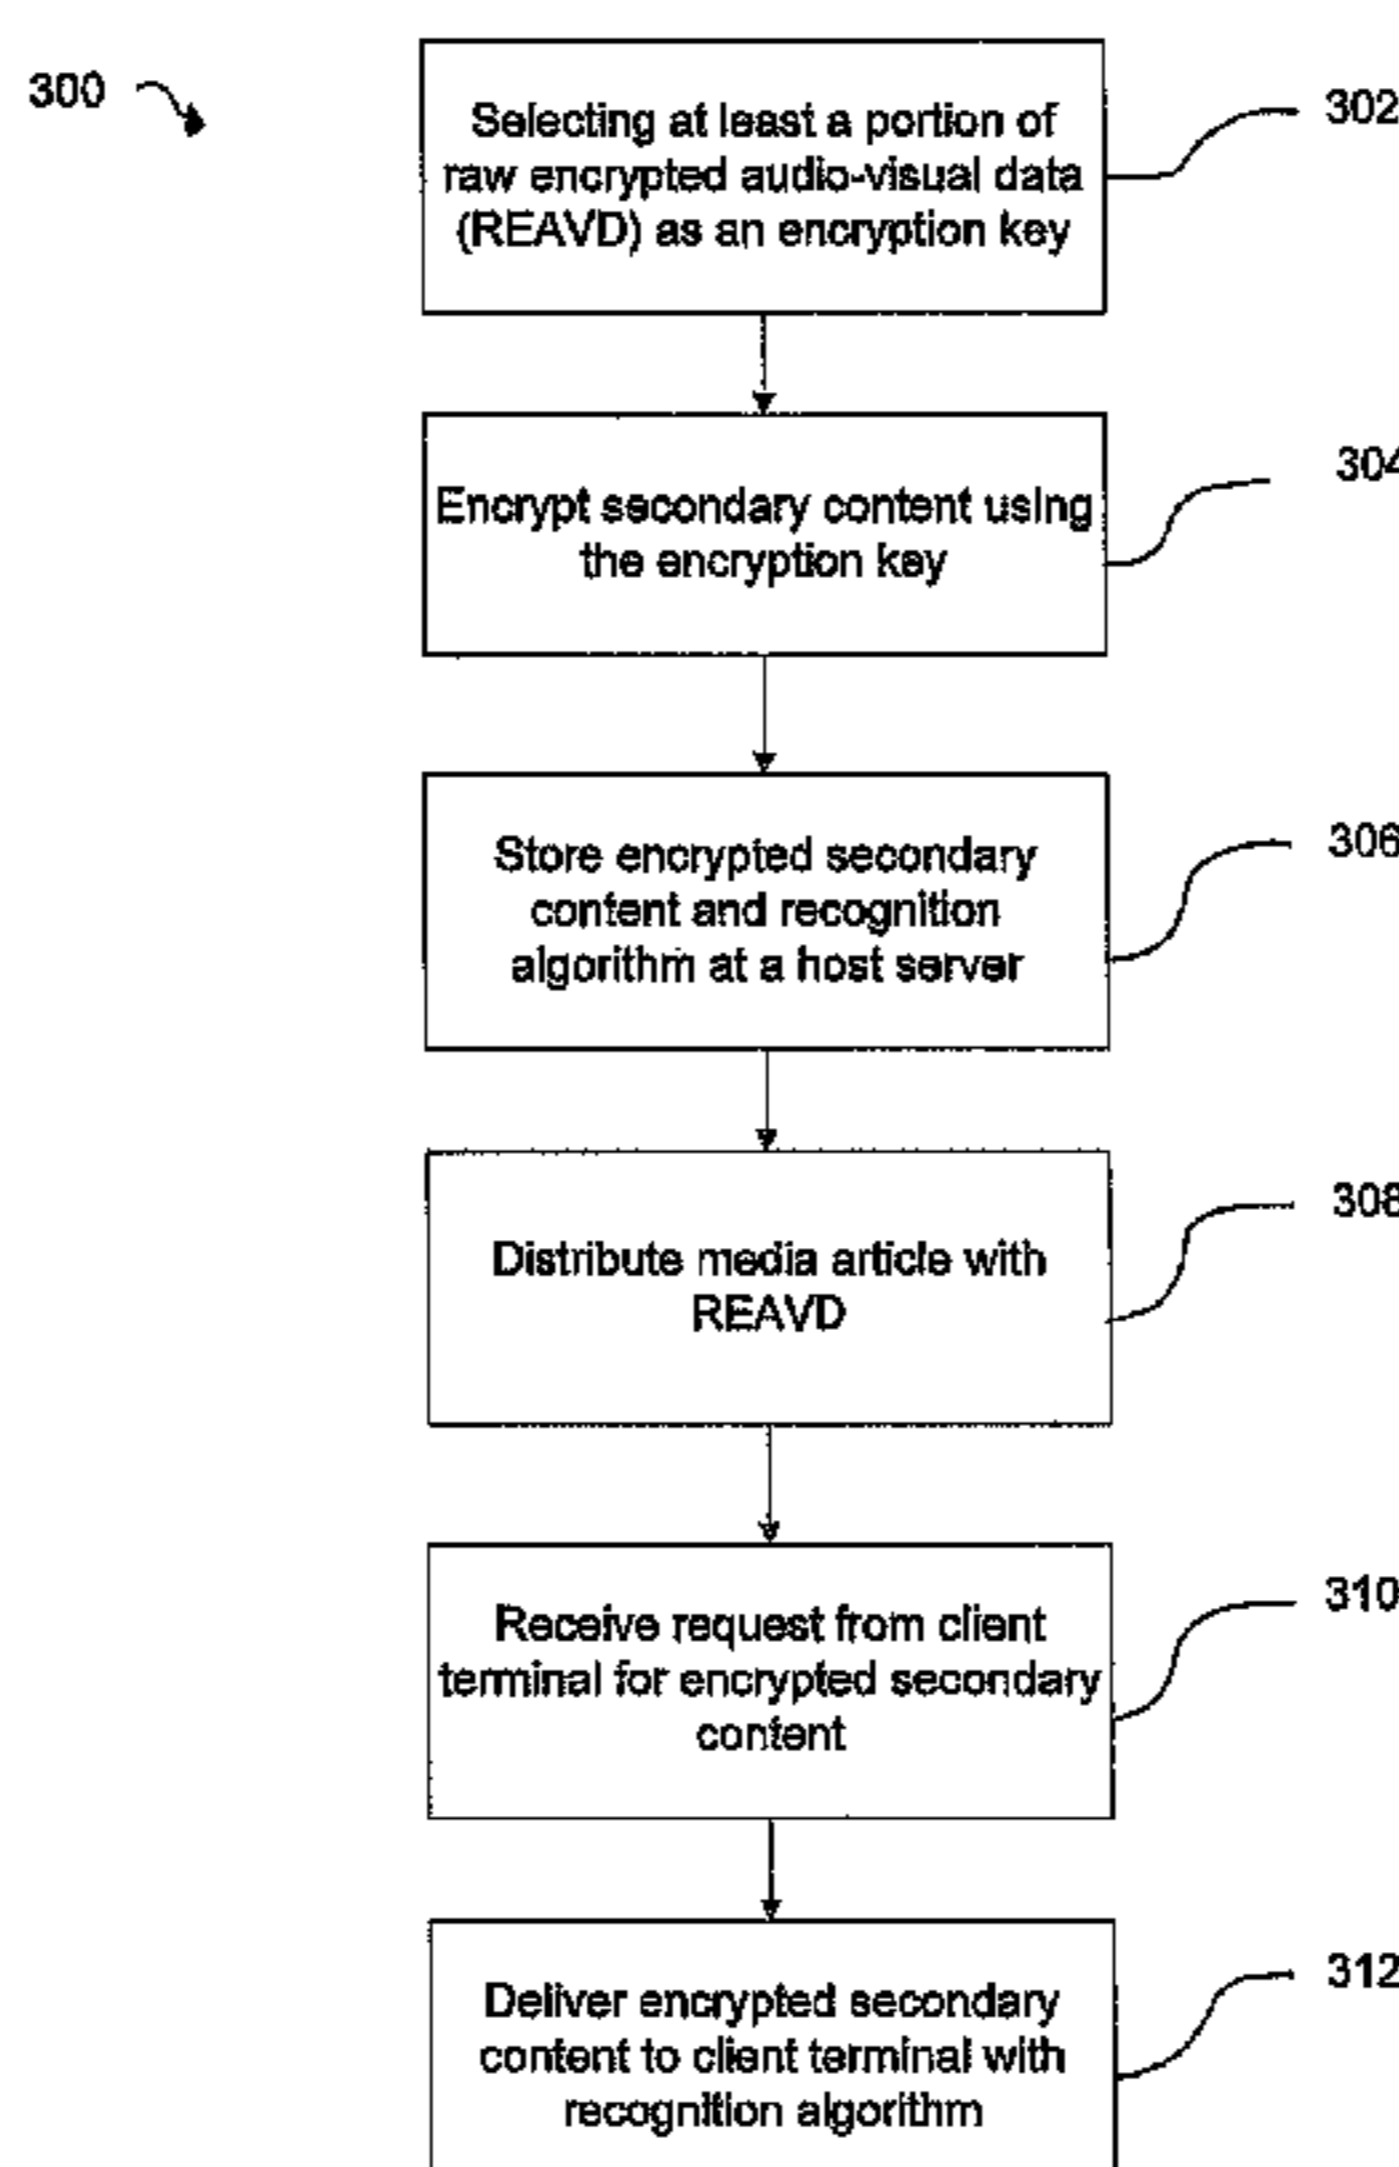 300
302
Selecting at least a portion of
raw encrypted audio-visual data
(REAVD) as an encryption key
304
Encrypt secondary content using
the encryption key
306
Store encrypted secondary
content and recognition
algorithm at a host server
308
Distribute media article with
REAVD
310
Receive request from client
terminal for encrypted secondary
content
312
Deliver encrypted secondary
content to client terminal with
recognition algorithm